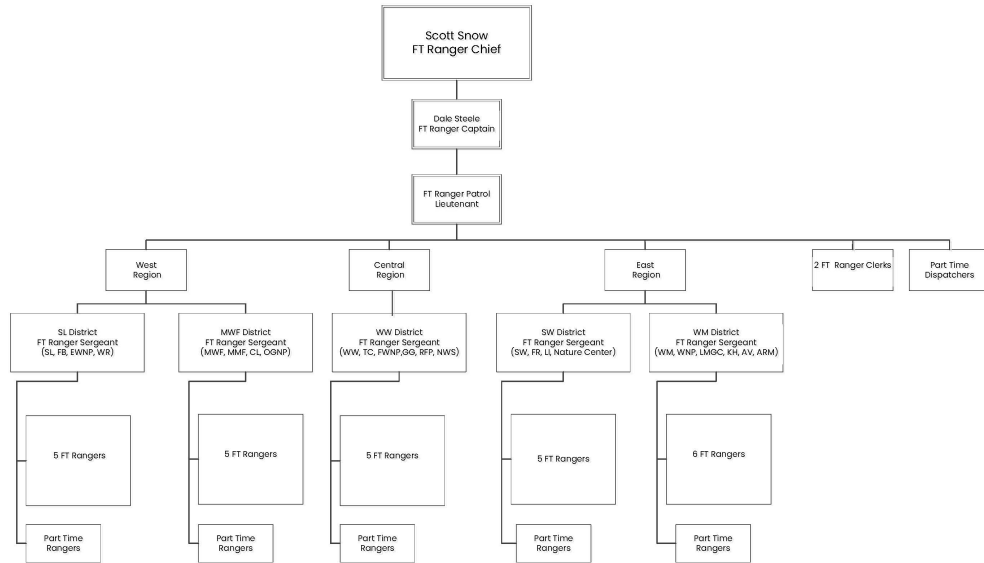 Scott Snow
FT Ranger Chief
Dale Steele
FT Ranger Captain
FT Ranger Patrol
Lieutenant
West
Region
Central
Region
East
Region
2 FT Ranger Clerks
Part Time
Dispatchers
SL District
FT Ranger Sergeant
(SL, FB, EWNP, WR)
MWF District
FT Ranger Sergeant
(MWF, MMF, CL, OGNP)
WW District
FT Ranger Sergeant
(WW, TC, FWNP,GG, RFP, NWS)
SW District
FT Ranger Sergeant
(SW, FR, LI, Nature Center)
WM District
FT Ranger Sergeant
(WM, WNP, LMGC, KH, AV, ARM)
5 FT Rangers
5 FT Rangers
5 FT Rangers
5 FT Rangers
6 FT Rangers
Part Time
Rangers
Part Time
Rangers
Part Time
Rangers
Part Time
Rangers
Part Time
Rangers